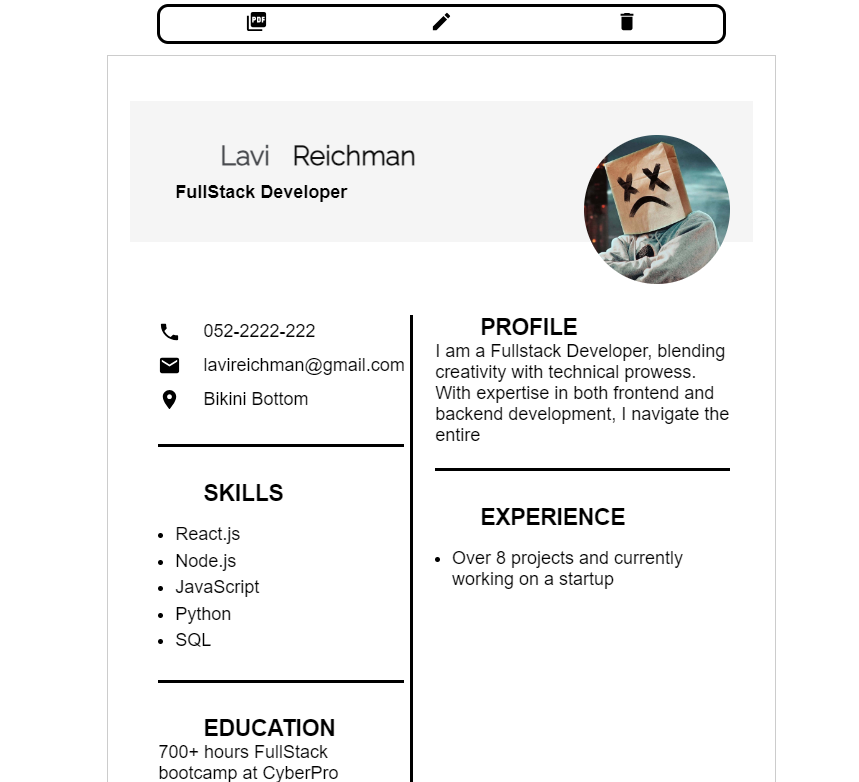 PDF
Lavi Reichman
FullStack Developer
052-2222-222
lavireichman@gmail.com
Bikini Bottom
SKILLS
React.js
Node.js
JavaScript
Python
SQL
EDUCATION
700+ hours FullStack
bootcamp at CyberPro
PROFILE
I am a Fullstack Developer, blending
creativity with technical prowess.
With expertise in both frontend and
backend development, I navigate the
entire
EXPERIENCE
Over 8 projects and currently
working on a startup